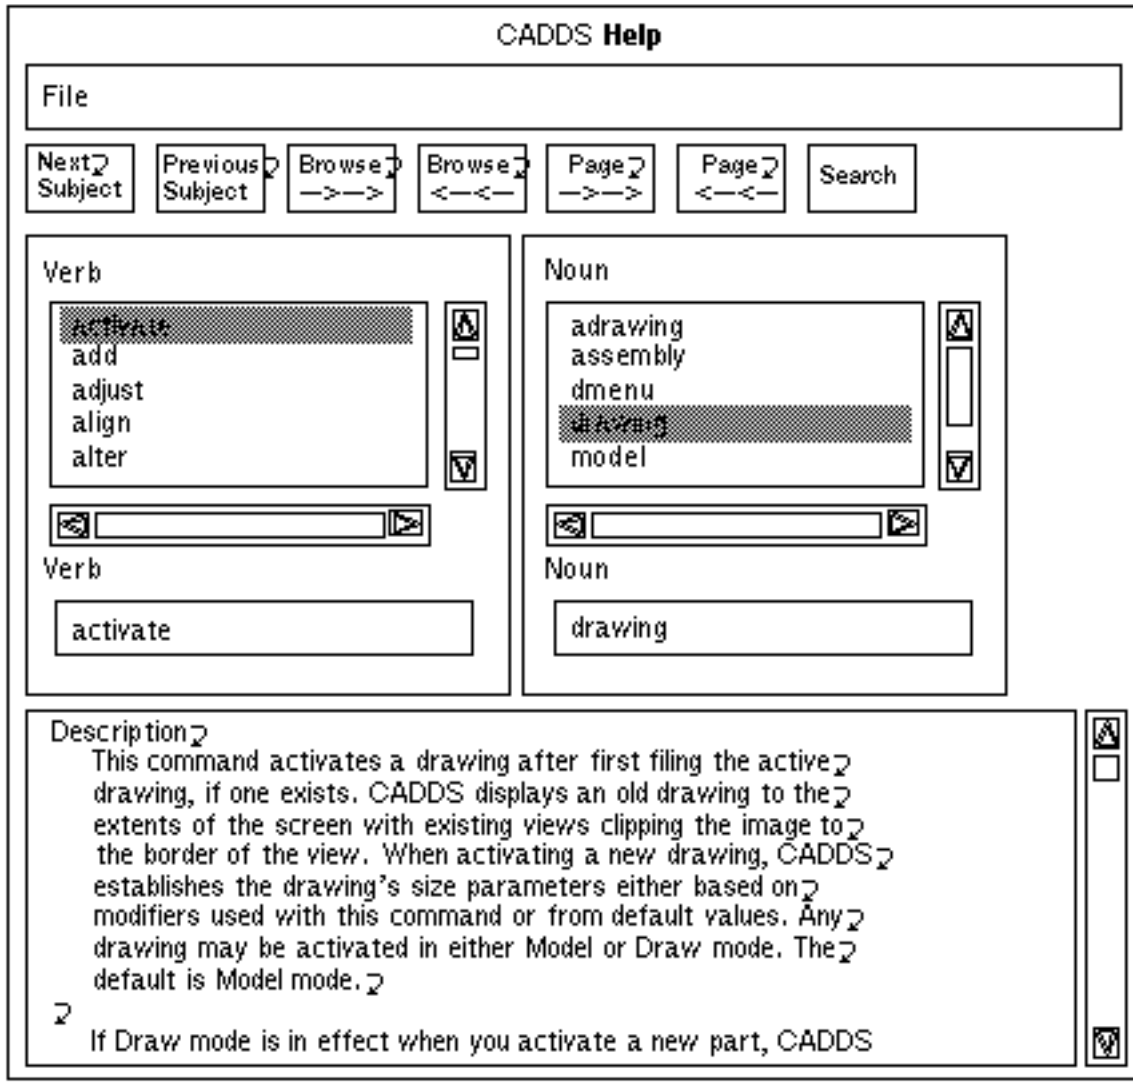 CADDS Help
File
Next Subject
Previous Subject
Browse —>—>
Browse <—<—
Page —>—>
Page <—<—
Search
Verb
activate
add
adjust
align
alter
Verb
activate
Noun
adrawing
assembly
dmenu
drawing
model
Noun
drawing
Description
This command activates a drawing after first filing the active
drawing, if one exists. CADDS displays an old drawing to the
extents of the screen with existing views clipping the image to
the border of the view. When activating a new drawing, CADDS
establishes the drawing's size parameters either based on
modifiers used with this command or from default values. Any
drawing may be activated in either Model or Draw mode. The
default is Model mode.
If Draw mode is in effect when you activate a new part, CADDS